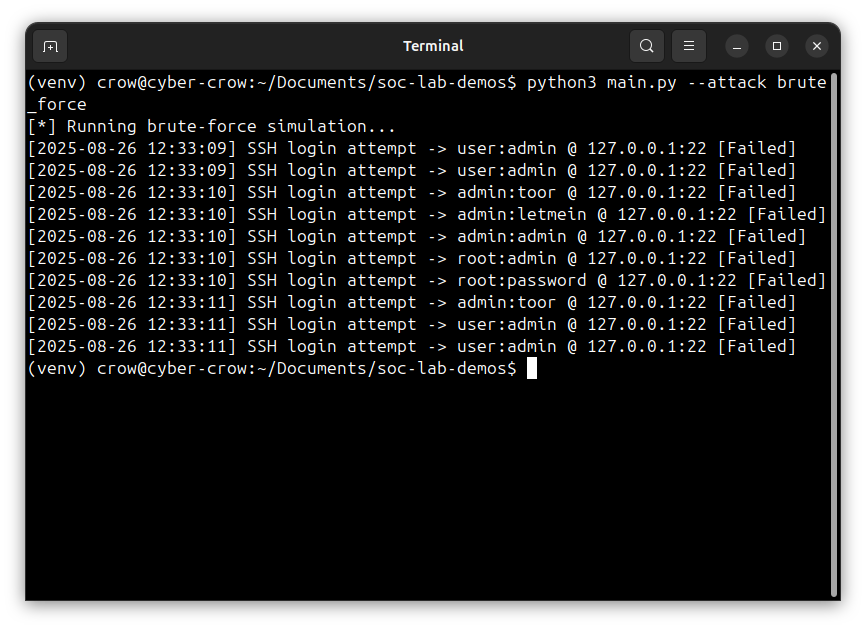 Terminal
(venv) crow@cyber-crow:~/Documents/soc-lab-demos$ python3 main.py --attack brute
_force
[*] Running brute-force simulation...
[2025-08-26 12:33:09] SSH login attempt -> user:admin @ 127.0.0.1:22 [Failed]
[2025-08-26 12:33:09] SSH login attempt -> user:admin @ 127.0.0.1:22 [Failed]
[2025-08-26 12:33:10] SSH login attempt -> admin:toor @ 127.0.0.1:22 [Failed]
[2025-08-26 12:33:10] SSH login attempt -> admin:letmein @ 127.0.0.1:22 [Failed]
[2025-08-26 12:33:10] SSH login attempt -> admin:admin @ 127.0.0.1:22 [Failed]
[2025-08-26 12:33:10] SSH login attempt -> root:admin @ 127.0.0.1:22 [Failed]
[2025-08-26 12:33:10] SSH login attempt -> root:password @ 127.0.0.1:22 [Failed]
[2025-08-26 12:33:11] SSH login attempt -> admin:toor @ 127.0.0.1:22 [Failed]
[2025-08-26 12:33:11] SSH login attempt -> user:admin @ 127.0.0.1:22 [Failed]
[2025-08-26 12:33:11] SSH login attempt -> user:admin @ 127.0.0.1:22 [Failed]
(venv) crow@cyber-crow:~/Documents/soc-lab-demos$